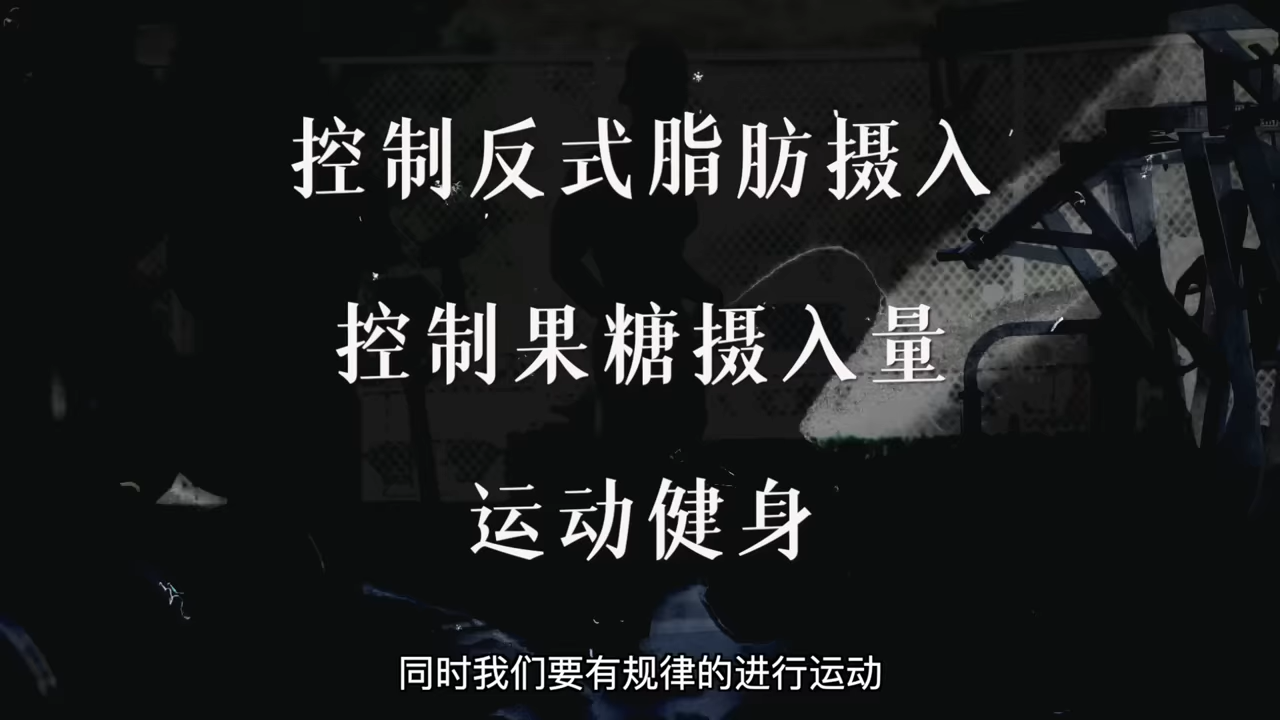 控制反式脂肪摄入
控制果糖摄入量
运动健身
同时我们要有规律的进行运动